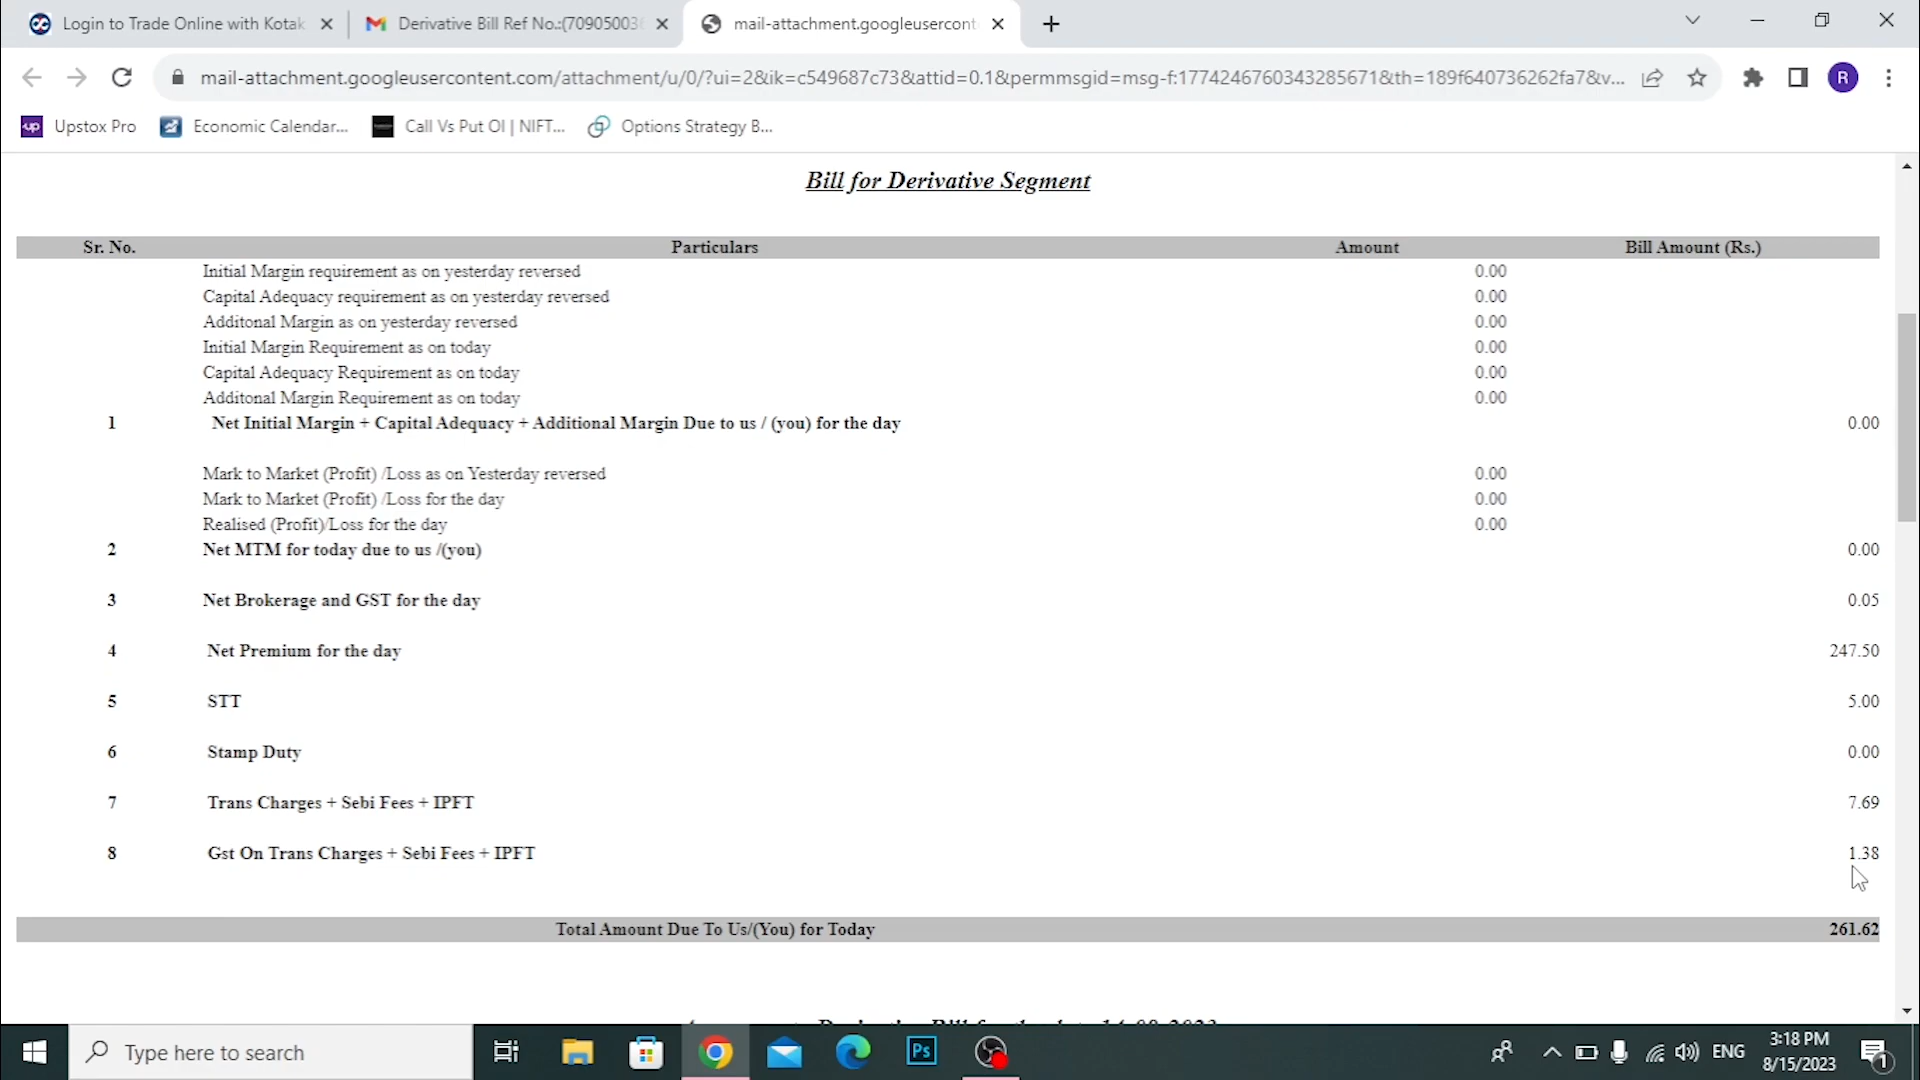 Login to Trade Online with Kotak
Derivative Bill Ref No.:(70905003
mail-attachment.googleusercont
mail-attachment.googleusercontent.com/attachment/u/0/?ui=2&ik=c549687c73&attid=0.1&permmsgid=msg-f:1774246760343285671&th=189f640736262fa7&v...
R
up Upstox Pro
Economic Calendar...
Call Vs Put OI | NIFT...
Options Strategy B...
Bill for Derivative Segment
Sr. No. Particulars Amount Bill Amount (Rs.)
Initial Margin requirement as on yesterday reversed 0.00
Capital Adequacy requirement as on yesterday reversed 0.00
Additonal Margin as on yesterday reversed 0.00
Initial Margin Requirement as on today 0.00
Capital Adequacy Requirement as on today 0.00
Additonal Margin Requirement as on today 0.00
1 Net Initial Margin + Capital Adequacy + Additional Margin Due to us / (you) for the day 0.00
Mark to Market (Profit) /Loss as on Yesterday reversed 0.00
Mark to Market (Profit) /Loss for the day 0.00
Realised (Profit)/Loss for the day 0.00
2 Net MTM for today due to us /(you) 0.00
3 Net Brokerage and GST for the day 0.05
4 Net Premium for the day 247.50
5 STT 5.00
6 Stamp Duty 0.00
7 Trans Charges + Sebi Fees + IPFT 7.69
8 Gst On Trans Charges + Sebi Fees + IPFT 1.38
Total Amount Due To Us/(You) for Today 261.62
Type here to search
Ps
ENG
3:18 PM
8/15/2023
1